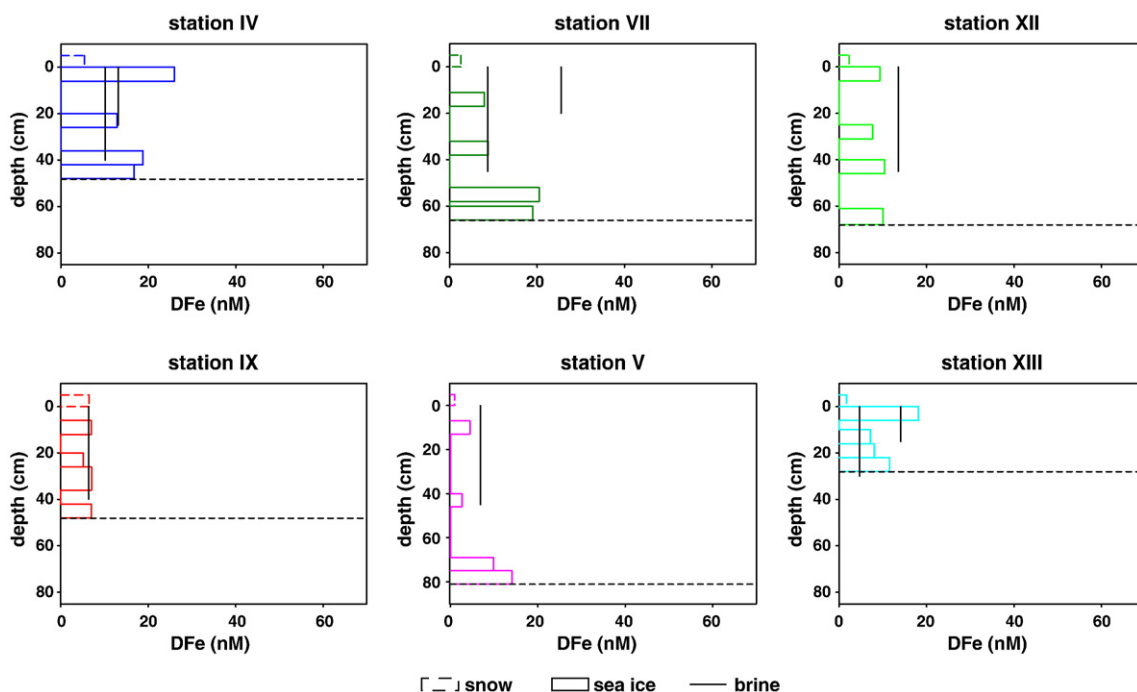 station IV
station VII
station XII
0
20
40
60
80
depth (cm)
0
20
40
60
DFe (nM)
0
20
40
60
80
depth (cm)
0
20
40
60
DFe (nM)
0
20
40
60
80
depth (cm)
0
20
40
60
DFe (nM)
station IX
station V
station XIII
0
20
40
60
80
depth (cm)
0
20
40
60
DFe (nM)
0
20
40
60
80
depth (cm)
0
20
40
60
DFe (nM)
0
20
40
60
80
depth (cm)
0
20
40
60
DFe (nM)
snow
sea ice
brine